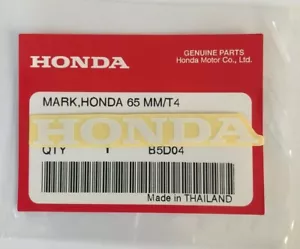 HONDA
GENUINE PARTS
Honda Motor Co., Ltd.
MARK,HONDA 65 MM/T4
HONDA
QTY 1 B5D04
Made in THAILAND